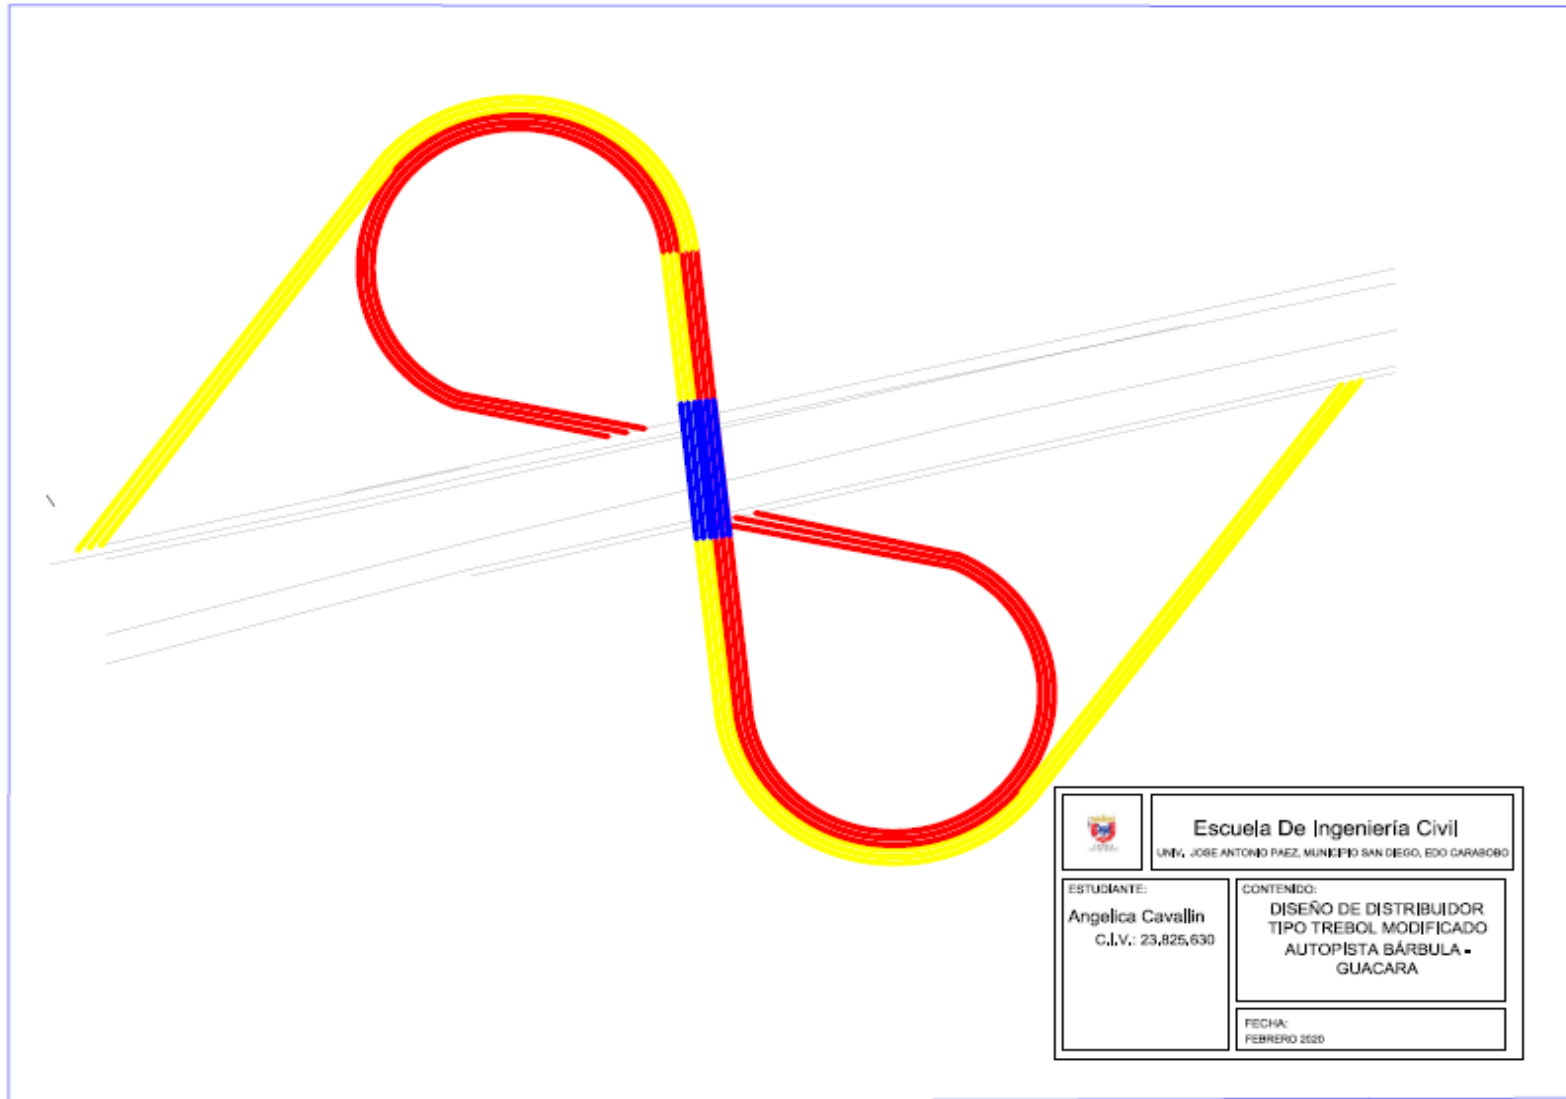 Escuela De Ingeniería Civil
UNIV. JOSE ANTONIO PAEZ, MUNICIPIO SAN DIEGO, EDO CARABOBO
ESTUDIANTE:
Angelica Cavallin
C.I.V.: 23,825,630
CONTENIDO:
DISEÑO DE DISTRIBUIDOR
TIPO TREBOL MODIFICADO
AUTOPISTA BÁRBULA -
GUACARA
FECHA:
FEBRERO 2020